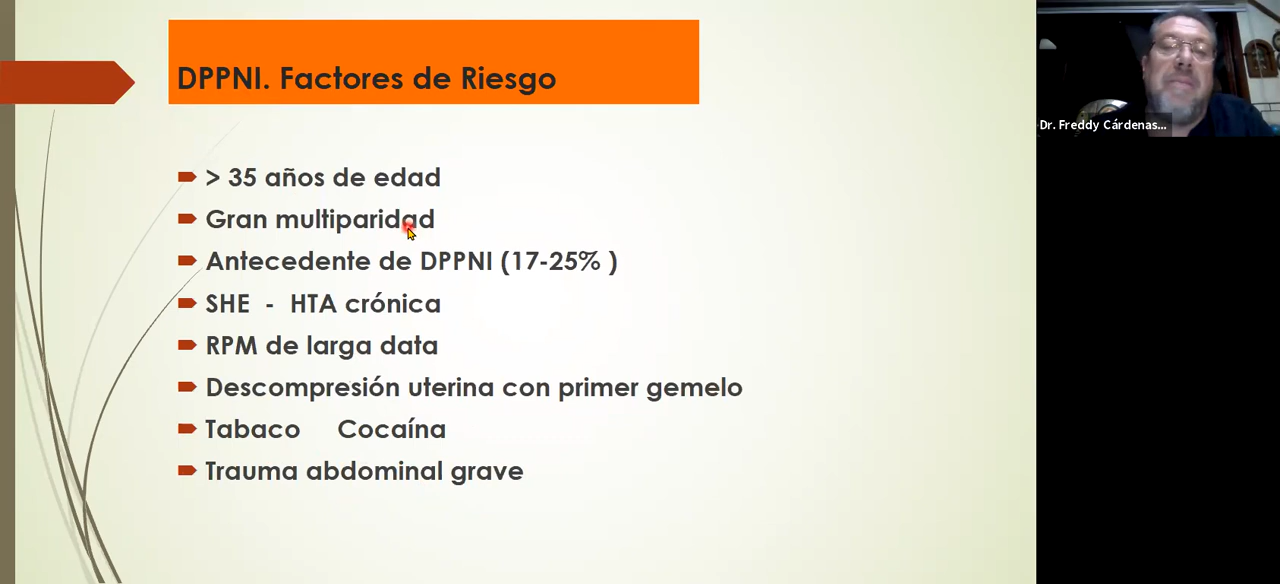 DPPNI. Factores de Riesgo
> 35 años de edad
Gran multiparidad
Antecedente de DPPNI (17-25% )
SHE - HTA crónica
RPM de larga data
Descompresión uterina con primer gemelo
Tabaco Cocaína
Trauma abdominal grave
Dr. Freddy Cárdenas...